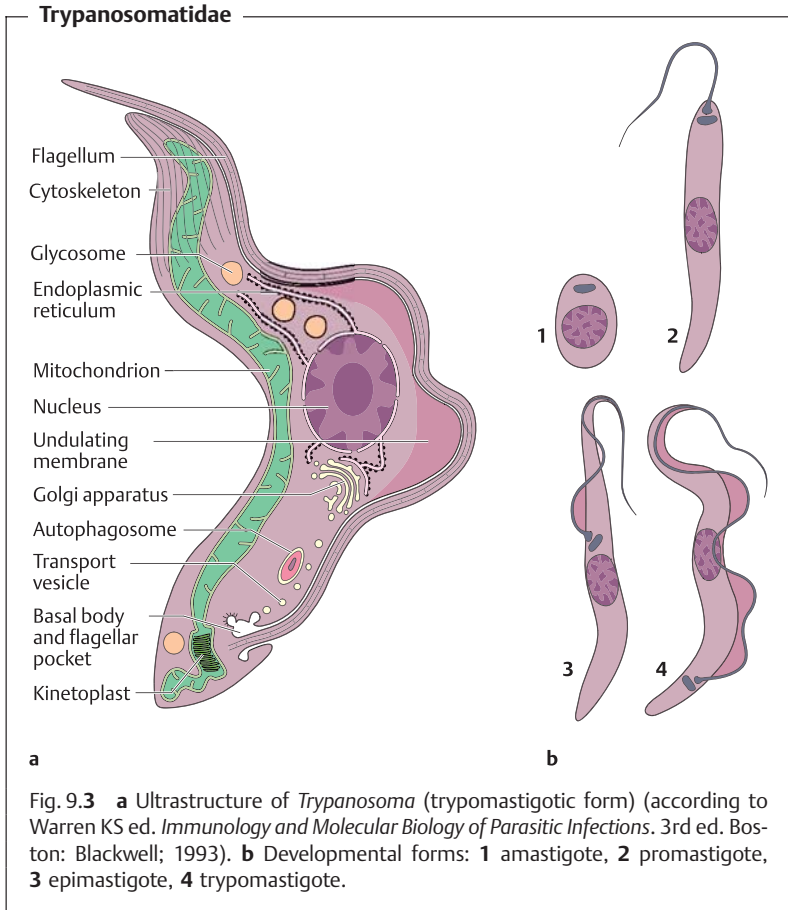 Trypanosomatidae
Flagellum
Cytoskeleton
Glycosome
Endoplasmic
reticulum
Mitochondrion
Nucleus
Undulating
membrane
Golgi apparatus
Autophagosome
Transport
vesicle
Basal body
and flagellar
pocket
Kinetoplast
1
2
3
4
a
b
Fig. 9.3 a Ultrastructure of Trypanosoma (trypomastigotic form) (according to
Warren KS ed. Immunology and Molecular Biology of Parasitic Infections. 3rd ed. Bos-
ton: Blackwell; 1993). b Developmental forms: 1 amastigote, 2 promastigote,
3 epimastigote, 4 trypomastigote.